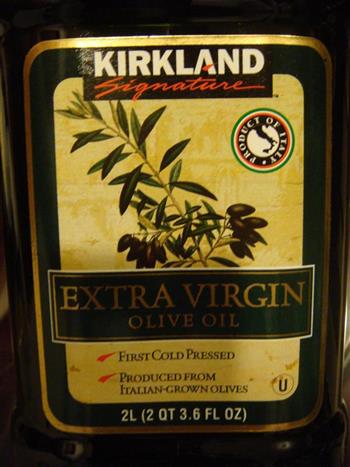 KIRKLAND
Signature
PRODUCT OF ITALY
EXTRA VIRGIN
OLIVE OIL
FIRST COLD PRESSED
PRODUCED FROM
ITALIAN-GROWN OLIVES
U
2L (2 QT 3.6 FL OZ)